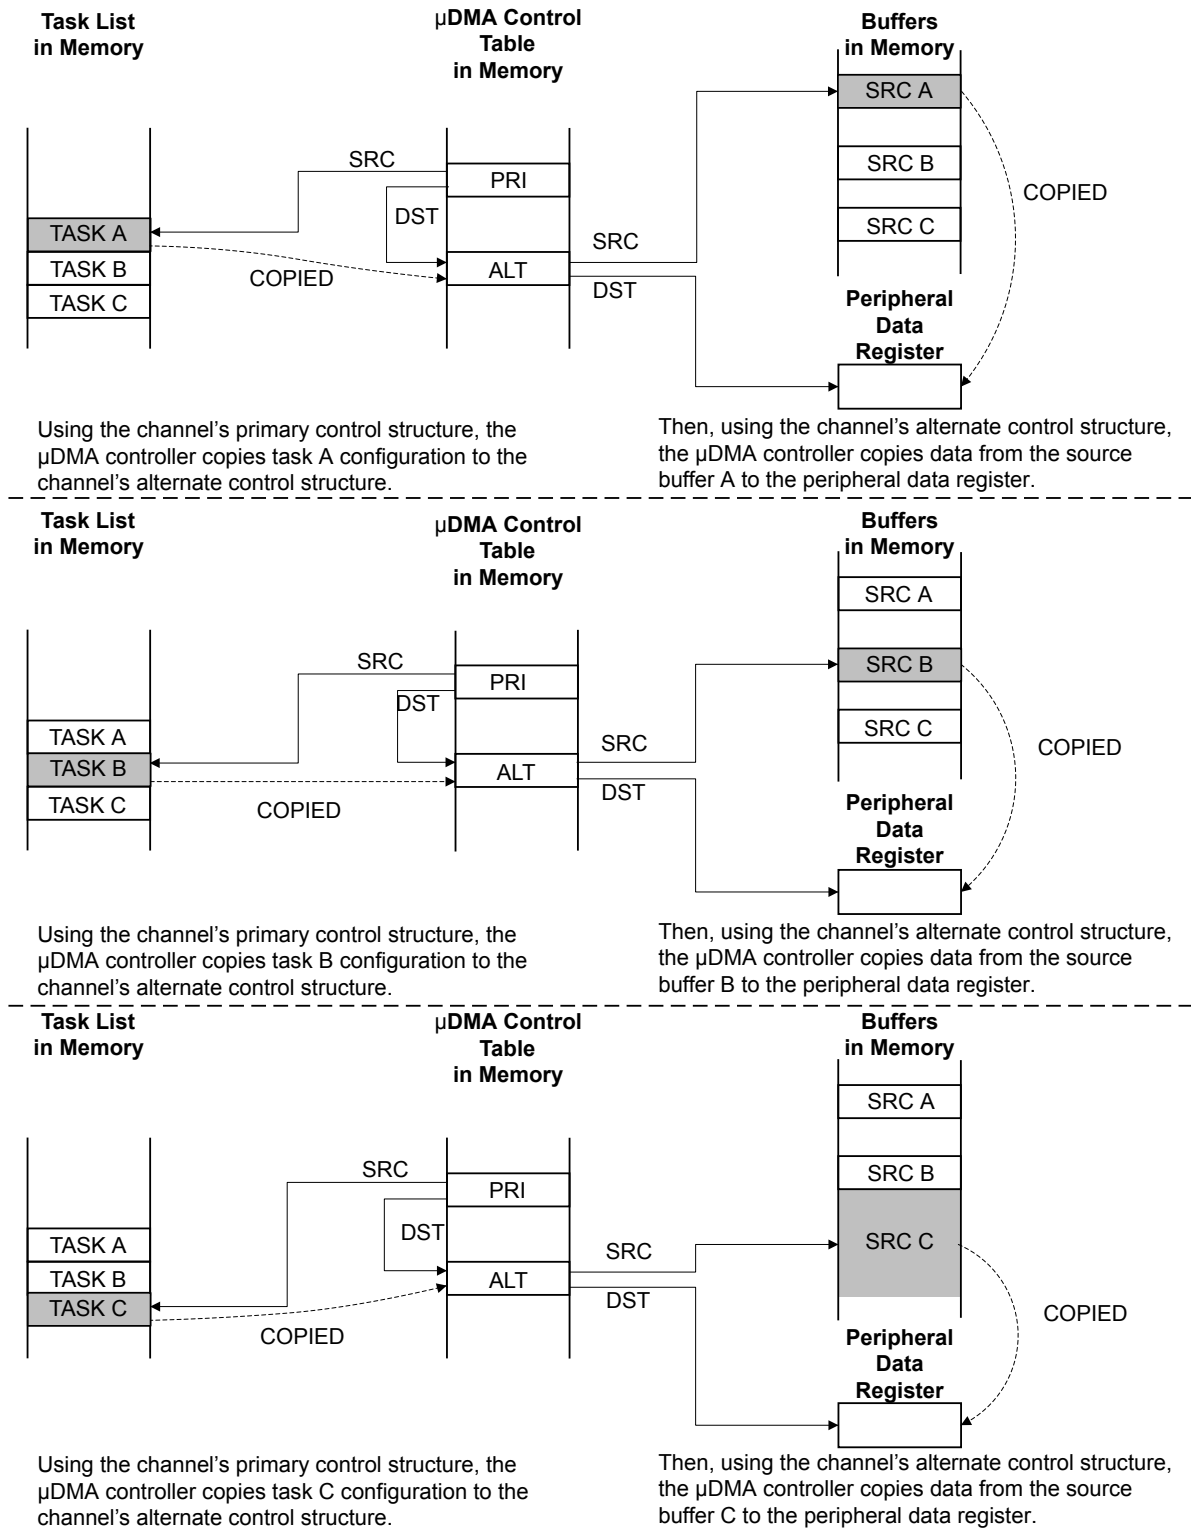 Task List
in Memory
μDMA Control
Table
in Memory
Buffers
in Memory
SRC A
SRC
PRI
SRC B
COPIED
DST
SRC C
TASK A
SRC
TASK B
COPIED
ALT
DST
TASK C
Peripheral
Data
Register
Using the channel's primary control structure, the
μDMA controller copies task A configuration to the
channel's alternate control structure.
Then, using the channel's alternate control structure,
the μDMA controller copies data from the source
buffer A to the peripheral data register.
Task List
in Memory
μDMA Control
Table
in Memory
Buffers
in Memory
SRC A
SRC
PRI
SRC B
DST
SRC C
TASK A
SRC
COPIED
TASK B
ALT
DST
TASK C
COPIED
Peripheral
Data
Register
Using the channel's primary control structure, the
μDMA controller copies task B configuration to the
channel's alternate control structure.
Then, using the channel's alternate control structure,
the μDMA controller copies data from the source
buffer B to the peripheral data register.
Task List
in Memory
μDMA Control
Table
in Memory
Buffers
in Memory
SRC A
SRC
PRI
SRC B
DST
SRC C
TASK A
SRC
TASK B
ALT
DST
TASK C
COPIED
COPIED
Peripheral
Data
Register
Using the channel's primary control structure, the
μDMA controller copies task C configuration to the
channel's alternate control structure.
Then, using the channel's alternate control structure,
the μDMA controller copies data from the source
buffer C to the peripheral data register.